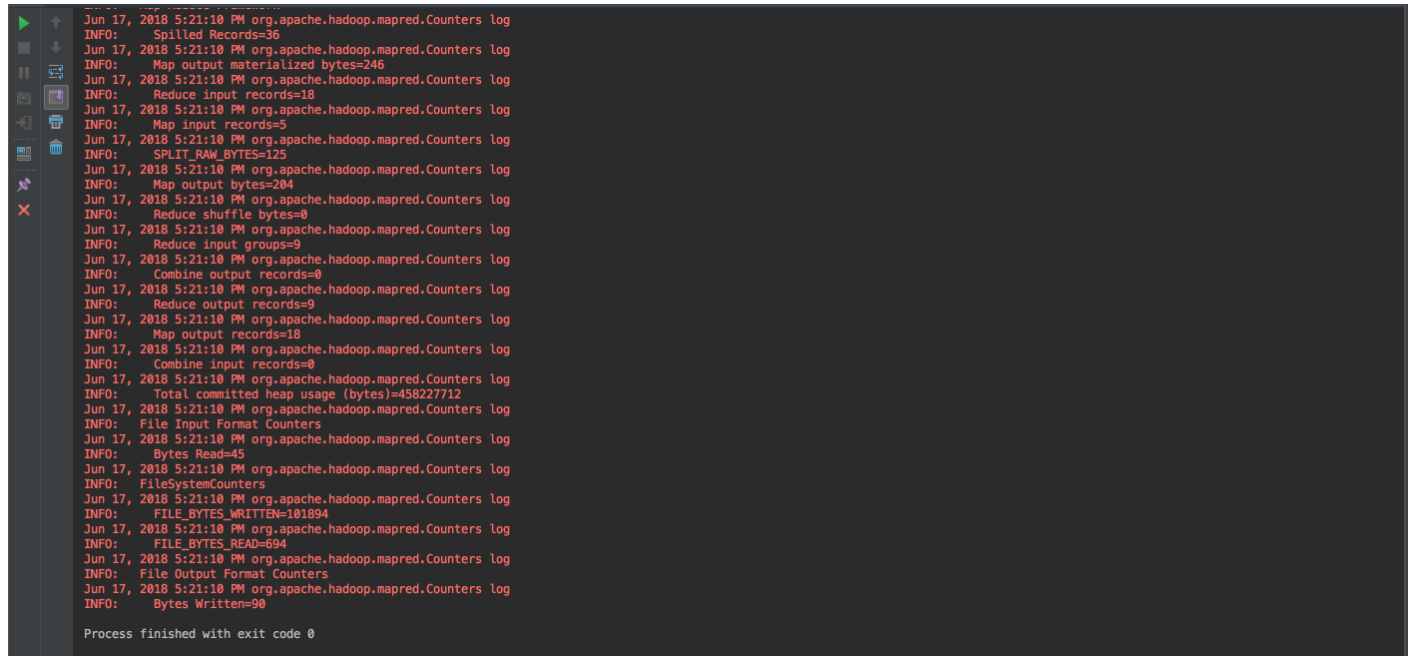 Jun 17, 2018 5:21:10 PM org.apache.hadoop.mapred.Counters log
INFO:     Spilled Records=36
Jun 17, 2018 5:21:10 PM org.apache.hadoop.mapred.Counters log
INFO:     Map output materialized bytes=246
Jun 17, 2018 5:21:10 PM org.apache.hadoop.mapred.Counters log
INFO:     Reduce input records=18
Jun 17, 2018 5:21:10 PM org.apache.hadoop.mapred.Counters log
INFO:     Map input records=5
Jun 17, 2018 5:21:10 PM org.apache.hadoop.mapred.Counters log
INFO:     SPLIT_RAW_BYTES=125
Jun 17, 2018 5:21:10 PM org.apache.hadoop.mapred.Counters log
INFO:     Map output bytes=204
Jun 17, 2018 5:21:10 PM org.apache.hadoop.mapred.Counters log
INFO:     Reduce shuffle bytes=0
Jun 17, 2018 5:21:10 PM org.apache.hadoop.mapred.Counters log
INFO:     Reduce input groups=9
Jun 17, 2018 5:21:10 PM org.apache.hadoop.mapred.Counters log
INFO:     Combine output records=0
Jun 17, 2018 5:21:10 PM org.apache.hadoop.mapred.Counters log
INFO:     Reduce output records=9
Jun 17, 2018 5:21:10 PM org.apache.hadoop.mapred.Counters log
INFO:     Map output records=18
Jun 17, 2018 5:21:10 PM org.apache.hadoop.mapred.Counters log
INFO:     Combine input records=0
Jun 17, 2018 5:21:10 PM org.apache.hadoop.mapred.Counters log
INFO:     Total committed heap usage (bytes)=458227712
Jun 17, 2018 5:21:10 PM org.apache.hadoop.mapred.Counters log
INFO:   File Input Format Counters
Jun 17, 2018 5:21:10 PM org.apache.hadoop.mapred.Counters log
INFO:     Bytes Read=45
Jun 17, 2018 5:21:10 PM org.apache.hadoop.mapred.Counters log
INFO:   FileSystemCounters
Jun 17, 2018 5:21:10 PM org.apache.hadoop.mapred.Counters log
INFO:     FILE_BYTES_WRITTEN=101894
Jun 17, 2018 5:21:10 PM org.apache.hadoop.mapred.Counters log
INFO:     FILE_BYTES_READ=694
Jun 17, 2018 5:21:10 PM org.apache.hadoop.mapred.Counters log
INFO:   File Output Format Counters
Jun 17, 2018 5:21:10 PM org.apache.hadoop.mapred.Counters log
INFO:     Bytes Written=90
Process finished with exit code 0